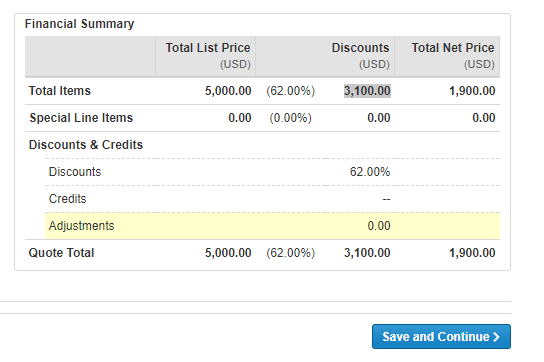 Financial Summary
Total List Price Discounts Total Net Price
(USD) (USD) (USD)
Total Items 5,000.00 (62.00%) 3,100.00 1,900.00
Special Line Items 0.00 (0.00%) 0.00 0.00
Discounts & Credits
Discounts 62.00%
Credits --
Adjustments 0.00
Quote Total 5,000.00 (62.00%) 3,100.00 1,900.00
Save and Continue >